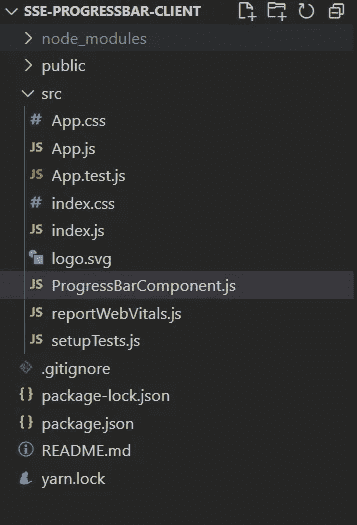 SSE-PROGRESSBAR-CLIENT
node_modules
public
src
# App.css
JS App.js
JS App.test.js
# index.css
JS index.js
logo.svg
JS ProgressBarComponent.js
JS reportWebVitals.js
JS setupTests.js
.gitignore
{} package-lock.json
{} package.json
README.md
yarn.lock